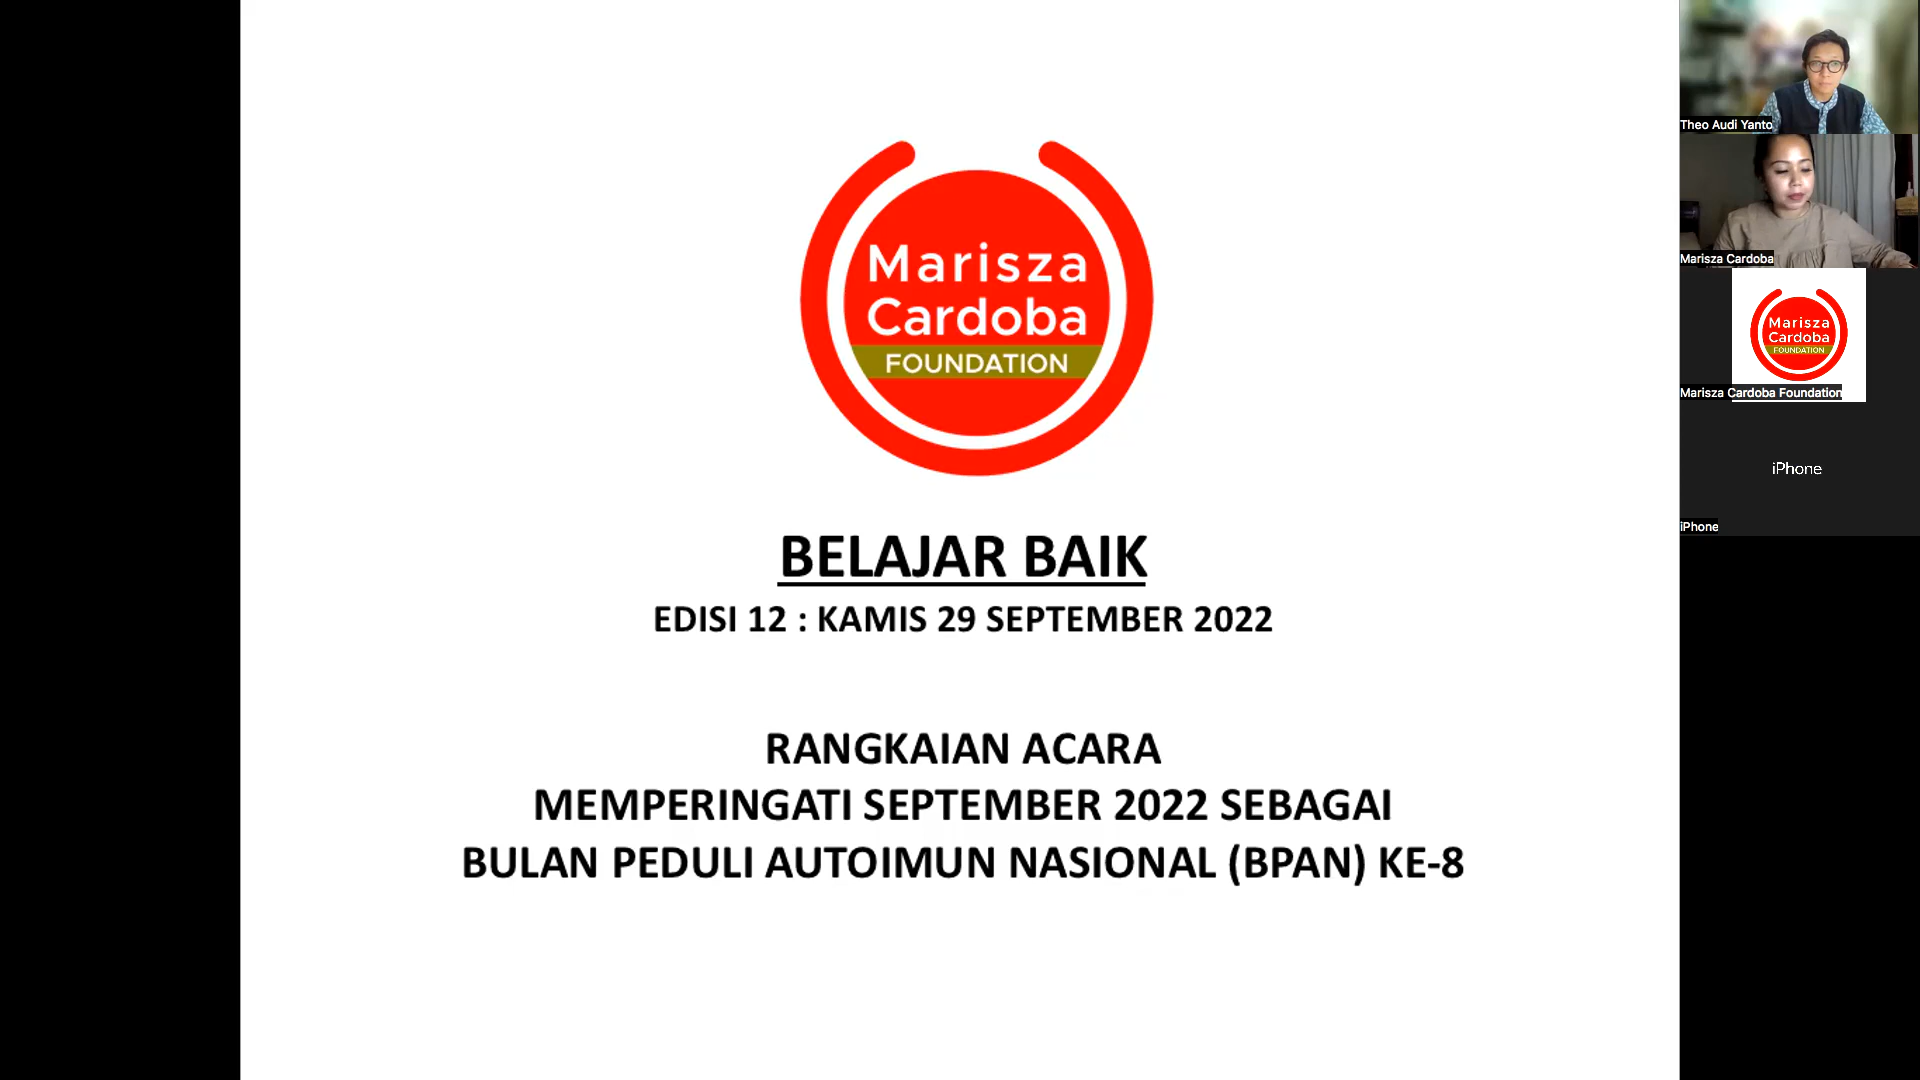 Marisza
Cardoba
FOUNDATION
BELAJAR BAIK
EDISI 12 : KAMIS 29 SEPTEMBER 2022
RANGKAIAN ACARA
MEMPERINGATI SEPTEMBER 2022 SEBAGAI
BULAN PEDULI AUTOIMUN NASIONAL (BPAN) KE-8
Theo Audi Yanto
Marisza Cardoba
Marisza
Cardoba
FOUNDATION
Marisza Cardoba Foundation
iPhone
iPhone